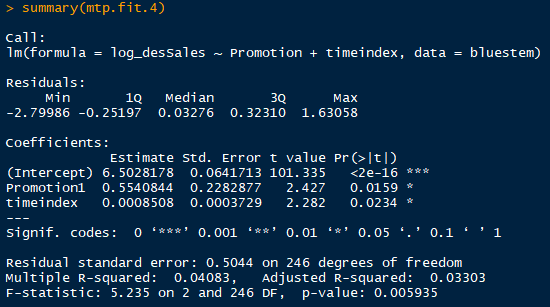 > summary(mtp.fit.4)
Call:
lm(formula = log_desSales ~ Promotion + timeindex, data = bluestem)
Residuals:
     Min       1Q   Median       3Q      Max
-2.79986 -0.25197  0.03276  0.32310  1.63058
Coefficients:
             Estimate Std. Error t value Pr(>|t|)
(Intercept) 6.5028178  0.0641713 101.335   <2e-16 ***
Promotion1  0.5540844  0.2282877   2.427   0.0159 *
timeindex   0.0008508  0.0003729   2.282   0.0234 *
---
Signif. codes:  0 ‘***’ 0.001 ‘**’ 0.01 ‘*’ 0.05 ‘.’ 0.1 ‘ ’ 1
Residual standard error: 0.5044 on 246 degrees of freedom
Multiple R-squared:  0.04083,	Adjusted R-squared:  0.03303
F-statistic: 5.235 on 2 and 246 DF,  p-value: 0.005935